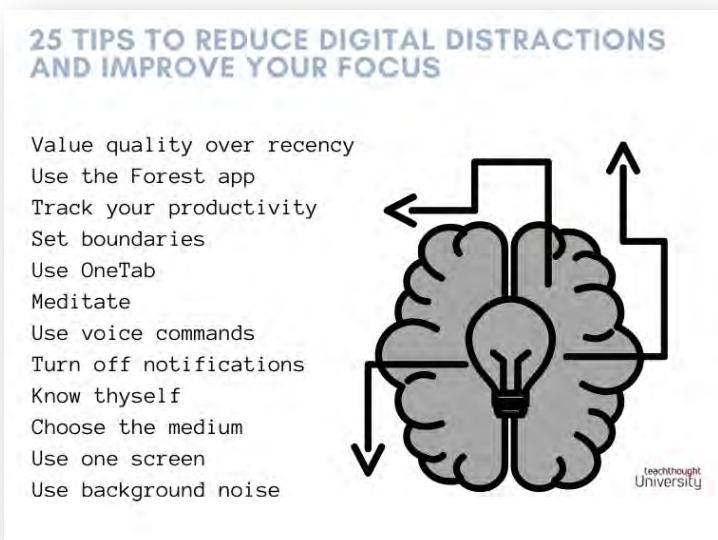 25 TIPS TO REDUCE DIGITAL DISTRACTIONS
AND IMPROVE YOUR FOCUS
Value quality over recency
Use the Forest app
Track your productivity
Set boundaries
Use OneTab
Meditate
Use voice commands
Turn off notifications
Know thyself
Choose the medium
Use one screen
Use background noise
teachthought
University